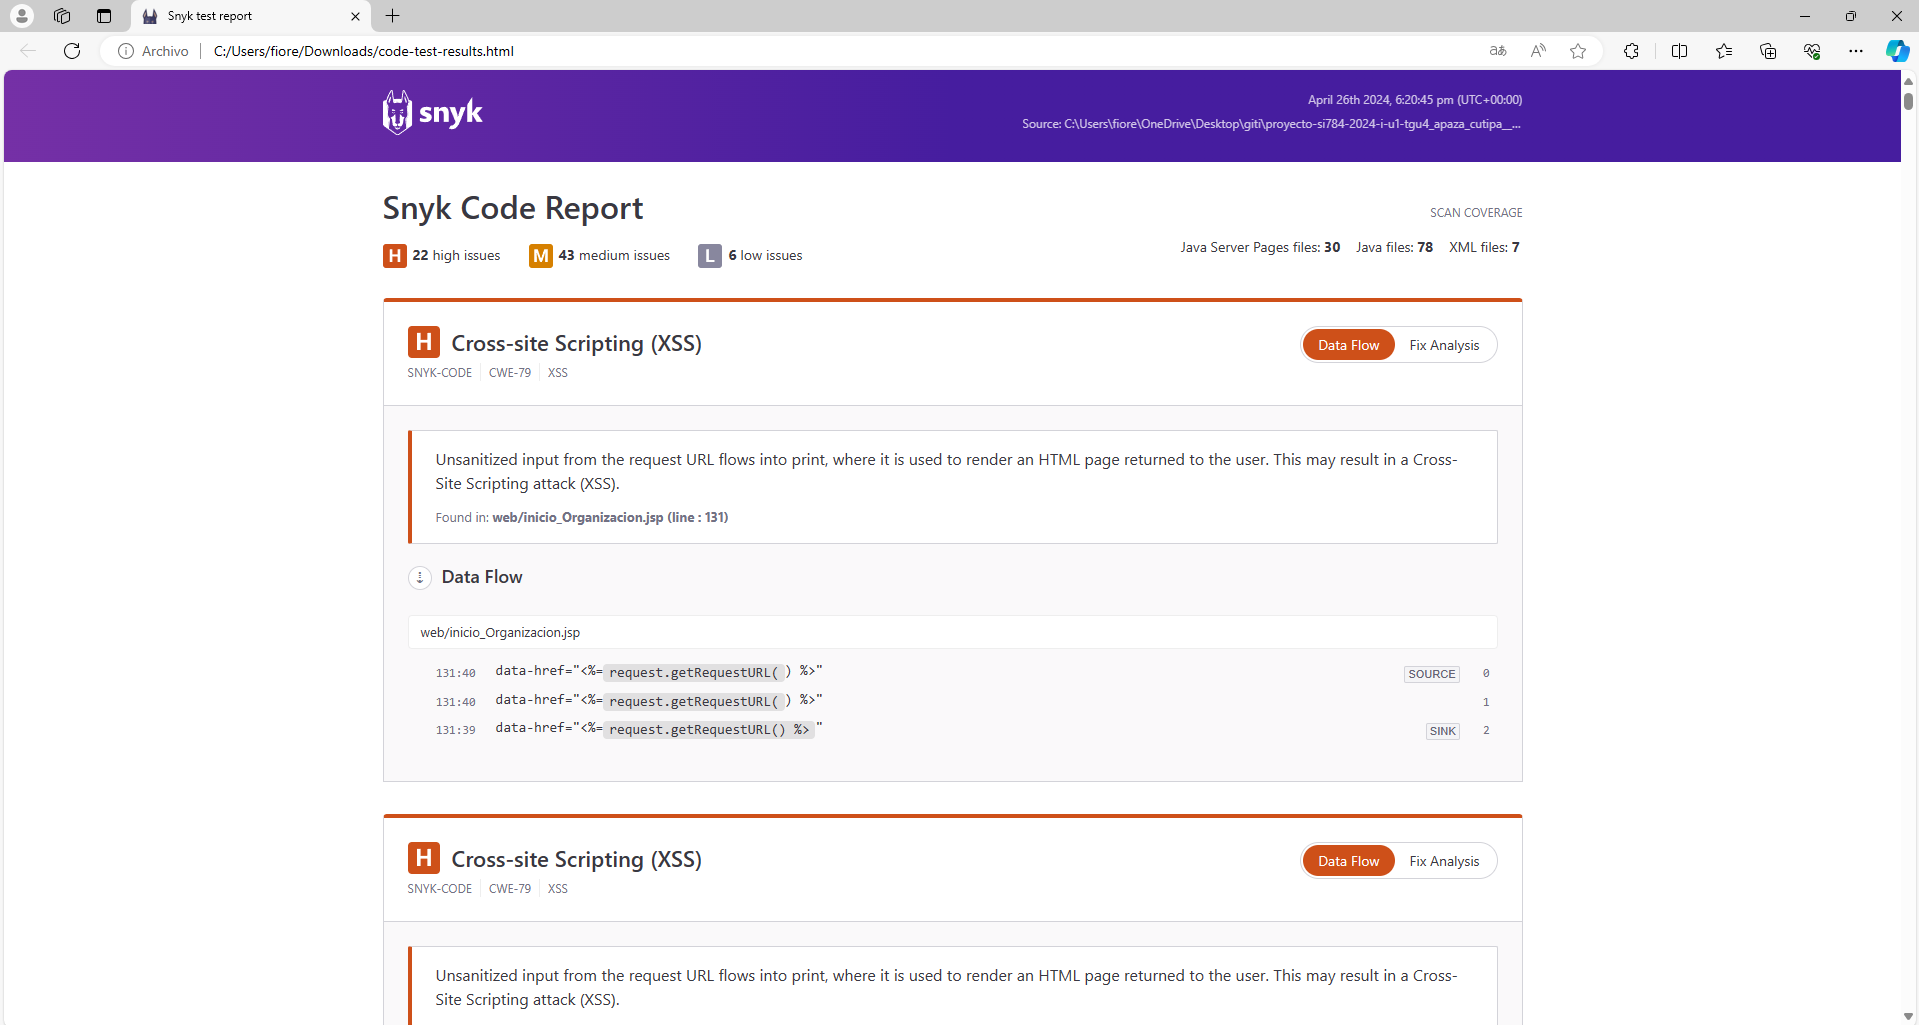 Snyk test report
Archivo
C:/Users/fiore/Downloads/code-test-results.html
snyk
April 26th 2024, 6:20:45 pm (UTC+00:00)
Source: C:\Users\fiore\OneDrive\Desktop\giti\proyecto-si784-2024-i-u1-tgu4_apaza_cutipa__...
Snyk Code Report
SCAN COVERAGE
H 22 high issues M 43 medium issues L 6 low issues
Java Server Pages files: 30 Java files: 78 XML files: 7
H Cross-site Scripting (XSS)
Data Flow Fix Analysis
SNYK-CODE CWE-79 XSS
Unsanitized input from the request URL flows into print, where it is used to render an HTML page returned to the user. This may result in a Cross-
Site Scripting attack (XSS).
Found in: web/inicio_Organizacion.jsp (line : 131)
Data Flow
web/inicio_Organizacion.jsp
131:40 data-href="<%=request.getRequestURL() %>" SOURCE 0
131:40 data-href="<%=request.getRequestURL() %>" 1
131:39 data-href="<%=request.getRequestURL() %>" SINK 2
H Cross-site Scripting (XSS)
Data Flow Fix Analysis
SNYK-CODE CWE-79 XSS
Unsanitized input from the request URL flows into print, where it is used to render an HTML page returned to the user. This may result in a Cross-
Site Scripting attack (XSS).